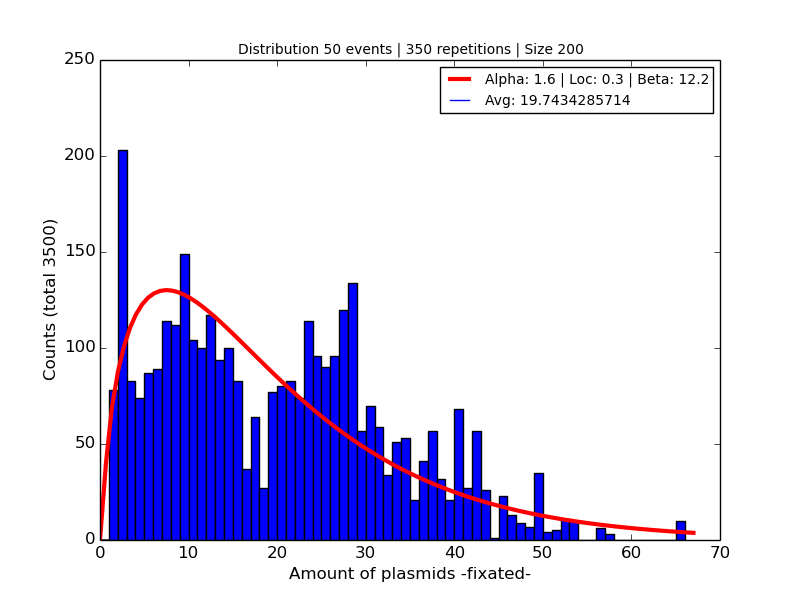 Distribution 50 events | 350 repetitions | Size 200
Alpha: 1.6 | Loc: 0.3 | Beta: 12.2
Avg: 19.7434285714
250
200
150
100
50
0
Counts (total 3500)
0 10 20 30 40 50 60 70
Amount of plasmids -fixated-